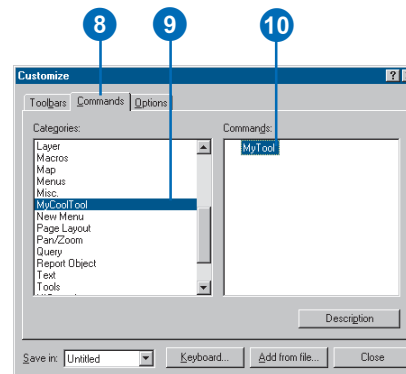 8 9 10
Customize ?
Toolbars Commands Options
Categories: Commands:
Layer
Macros
Map
Menus
Misc.
MyCoolTool
New Menu
Page Layout
Pan/Zoom
Query
Report Object
Text
Tools
MyTool
Description
Save in: Untitled Keyboard... Add from file... Close